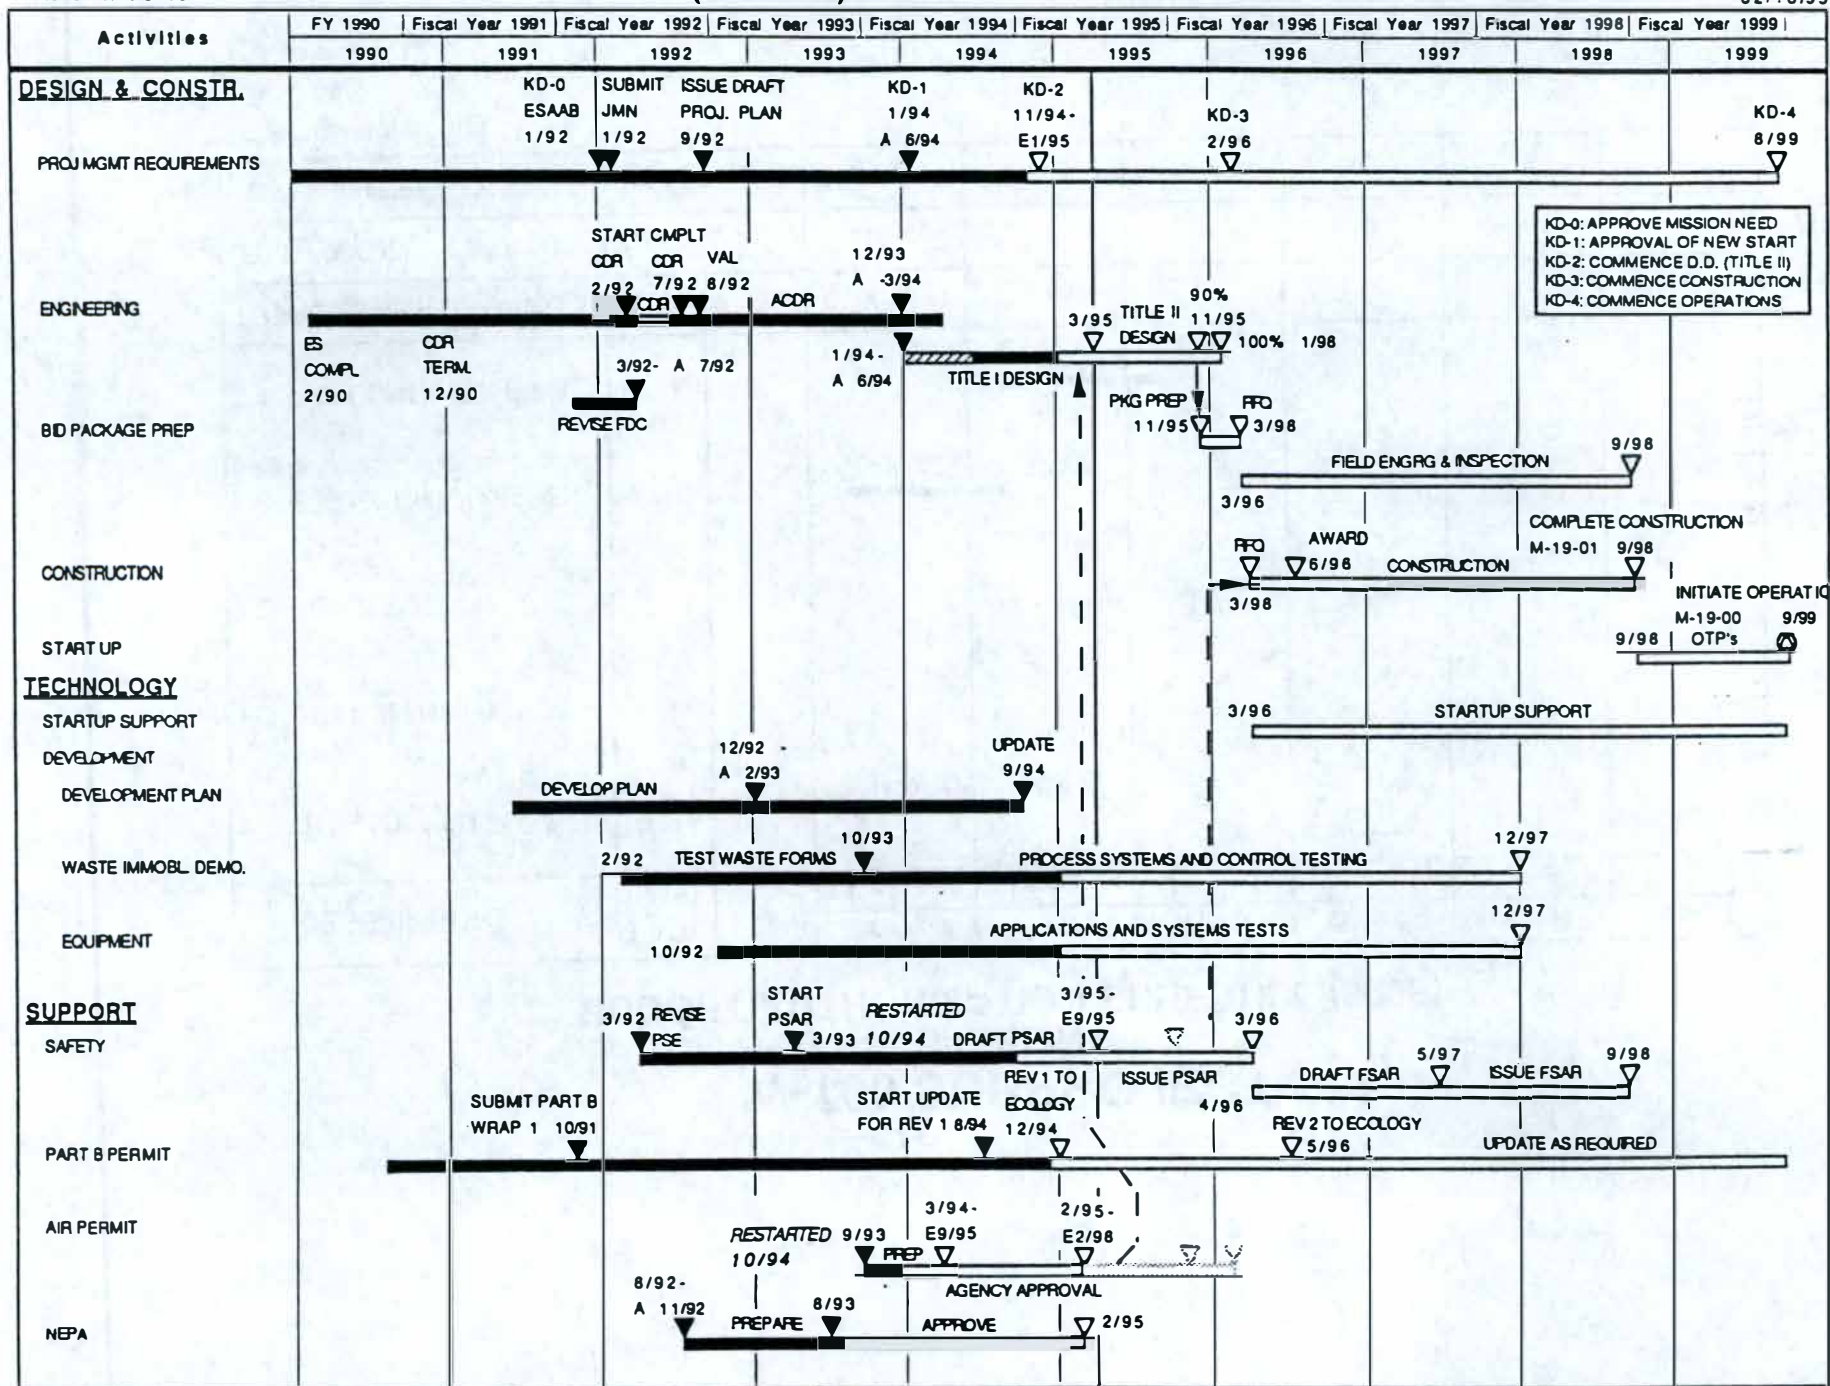 Activities
FY 1990 Fiscal Year 1991 Fiscal Year 1992 Fiscal Year 1993 Fiscal Year 1994 Fiscal Year 1995 Fiscal Year 1996 Fiscal Year 1997 Fiscal Year 1998 Fiscal Year 1999
1990 1991 1992 1993 1994 1995 1996 1997 1998 1999
DESIGN & CONSTR.
KD-0 SUBMIT ISSUE DRAFT KD-1 KD-2
ESAAB JMN PROJ. PLAN 1/94 11/94- KD-3 KD-4
1/92 1/92 9/92 A 6/94 E1/95 2/96 8/99
PROJ MGMT REQUIREMENTS
KD-0: APPROVE MISSION NEED
KD-1: APPROVAL OF NEW START
KD-2: COMMENCE D.D. (TITLE II)
KD-3: COMMENCE CONSTRUCTION
KD-4: COMMENCE OPERATIONS
START CMPLT
CDR CDR VAL 12/93
2/92 7/92 8/92 A -3/94
CDR ACDR
ENGINEERING
90%
3/95 TITLE II 11/95
DESIGN 100% 1/98
ES CDR
COMPL TERM.
2/90 12/90
3/92- A 7/92
1/94-
A 6/94
TITLE I DESIGN
REVISE FDC
PKG PREP RFQ
11/95 3/98
BID PACKAGE PREP
9/98
FIELD ENGRG & INSPECTION
3/96
COMPLETE CONSTRUCTION
RFQ AWARD M-19-01 9/98
6/96 CONSTRUCTION
CONSTRUCTION
3/98
INITIATE OPERATIO
M-19-00 9/99
9/98 OTP's
START UP
TECHNOLOGY
STARTUP SUPPORT
3/96 STARTUP SUPPORT
DEVELOPMENT
12/92 - UPDATE
A 2/93 9/94
DEVELOPMENT PLAN DEVELOP PLAN
10/93 12/97
WASTE IMMOBL. DEMO. 2/92 TEST WASTE FORMS PROCESS SYSTEMS AND CONTROL TESTING
12/97
EQUIPMENT 10/92 APPLICATIONS AND SYSTEMS TESTS
SUPPORT
START 3/95-
3/92 REVISE PSAR RESTARTED E9/95 3/96
SAFETY PSE 3/93 10/94 DRAFT PSAR
5/97 9/98
ISSUE PSAR DRAFT FSAR ISSUE FSAR
4/96
SUBMIT PART B START UPDATE REV 1 TO
WRAP 1 10/91 FOR REV 1 8/94 ECOLOGY
12/94
REV 2 TO ECOLOGY
PART B PERMIT 5/96 UPDATE AS REQUIRED
3/94- 2/95-
AIR PERMIT RESTARTED 9/93 PREP E9/95 E2/98
10/94
AGENCY APPROVAL
8/92-
A 11/92 8/93
NEPA PREPARE APPROVE 2/95